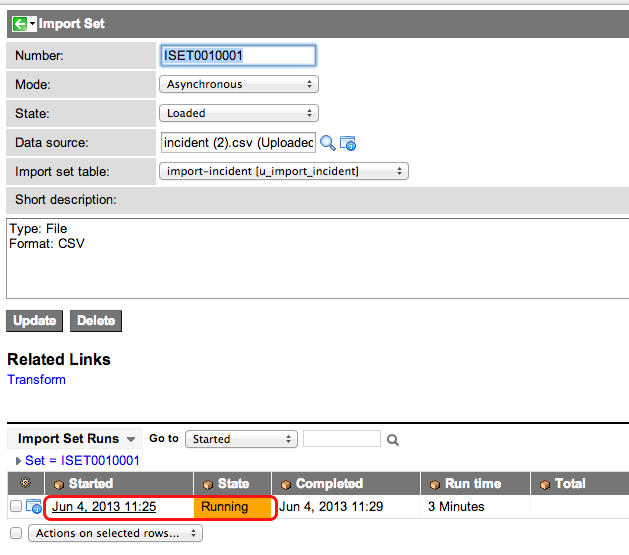 Import Set
Number: ISET0010001
Mode: Asynchronous
State: Loaded
Data source: incident (2).csv (Uploaded
Import set table: import-incident [u_import_incident]
Short description:
Type: File
Format: CSV
Update Delete
Related Links
Transform
Import Set Runs Go to Started
Set = ISET0010001
Started State Completed Run time Total
Jun 4, 2013 11:25 Running Jun 4, 2013 11:29 3 Minutes
Actions on selected rows...